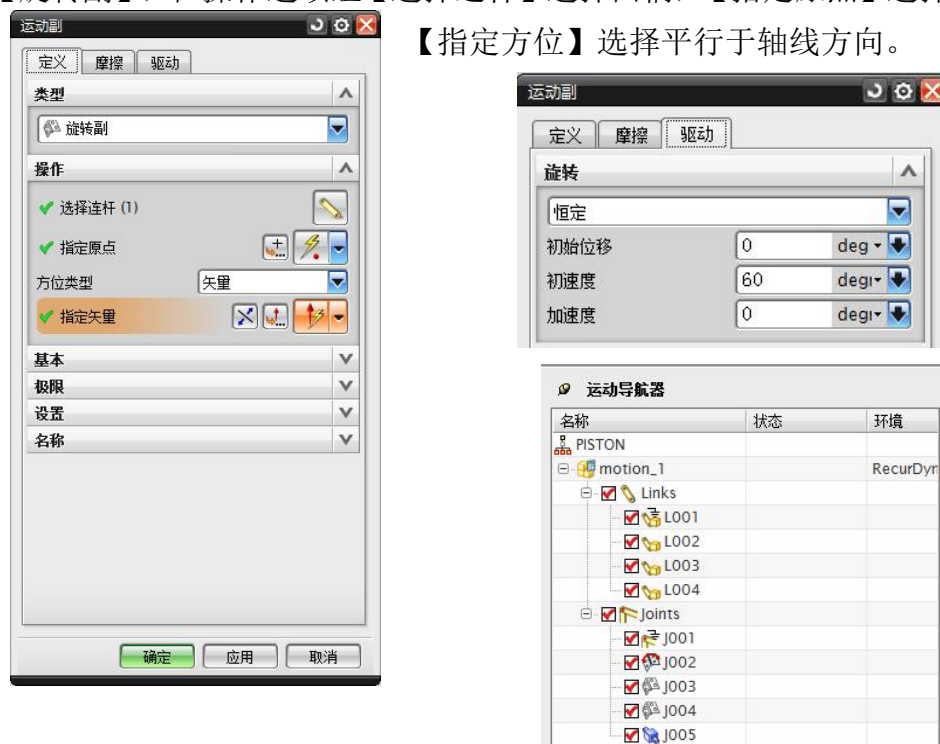 【指定方位】选择平行于轴线方向。
运动副
定义 摩擦 驱动
类型
旋转副
操作
选择连杆 (1)
指定原点
方位类型 矢量
指定矢量
基本
极限
设置
名称
确定 应用 取消
运动副
定义 摩擦 驱动
旋转
恒定
初始位移 0 deg
初速度 60
加速度 0
运动导航器
名称 状态 环境
PISTON
motion_1 RecurDyn
Links
L001
L002
L003
L004
Joints
J001
J002
J003
J004
J005